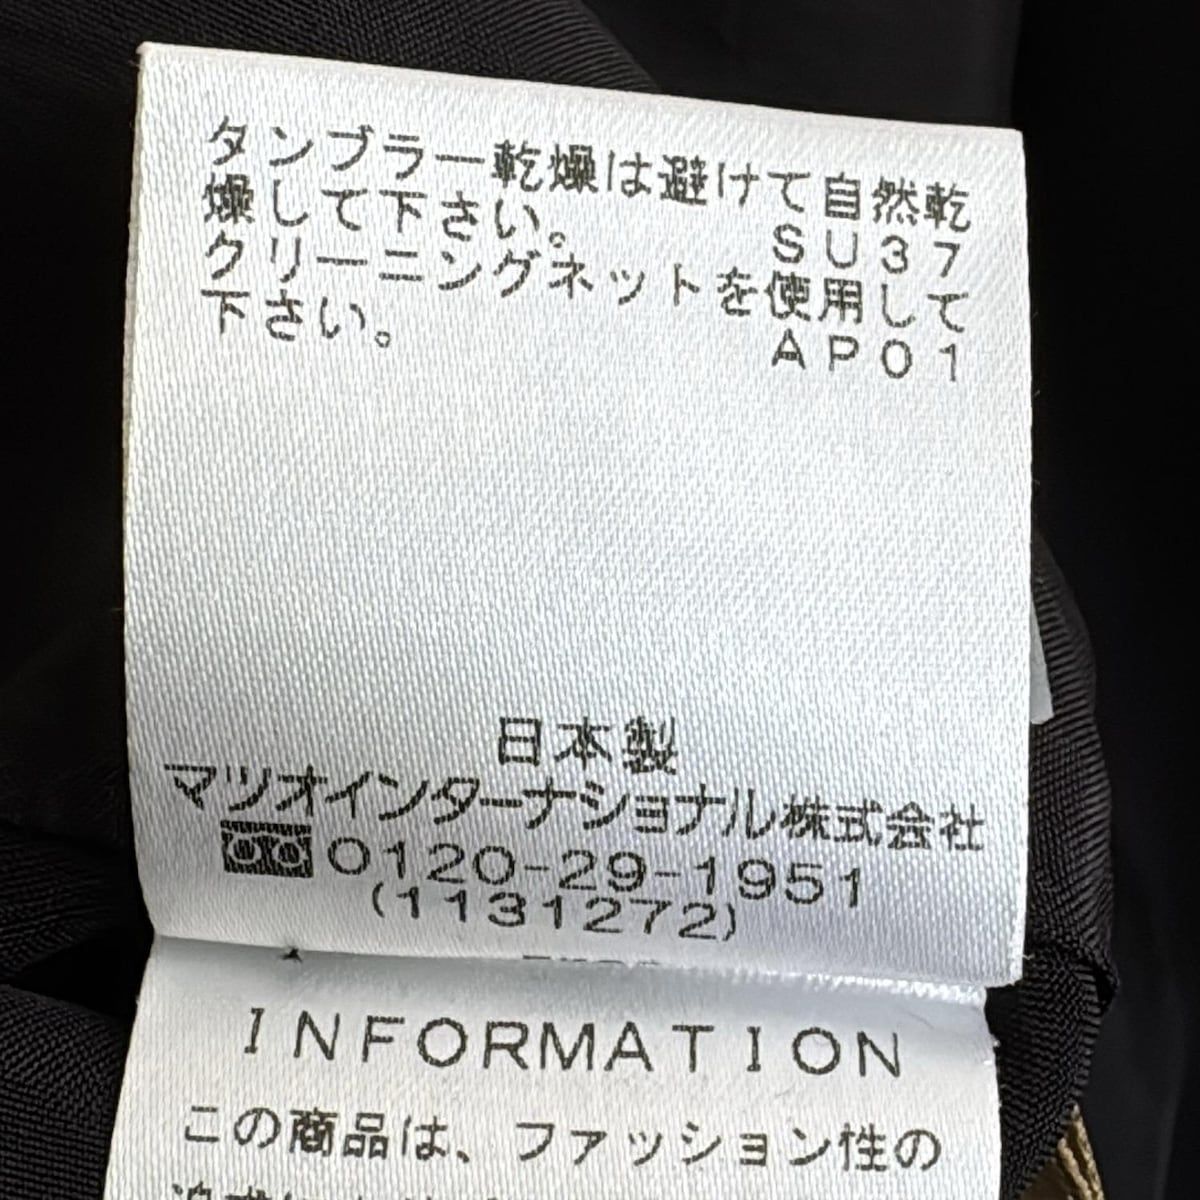 タンブラー乾燥は避けて自然乾
燥して下さい。 SU37
クリーニングネットを使用して
下さい。 AP01
日本製
マツオインターナショナル株式会社
0120-29-1951
(1131272)
INFORMATION
この商品は、ファッション性の